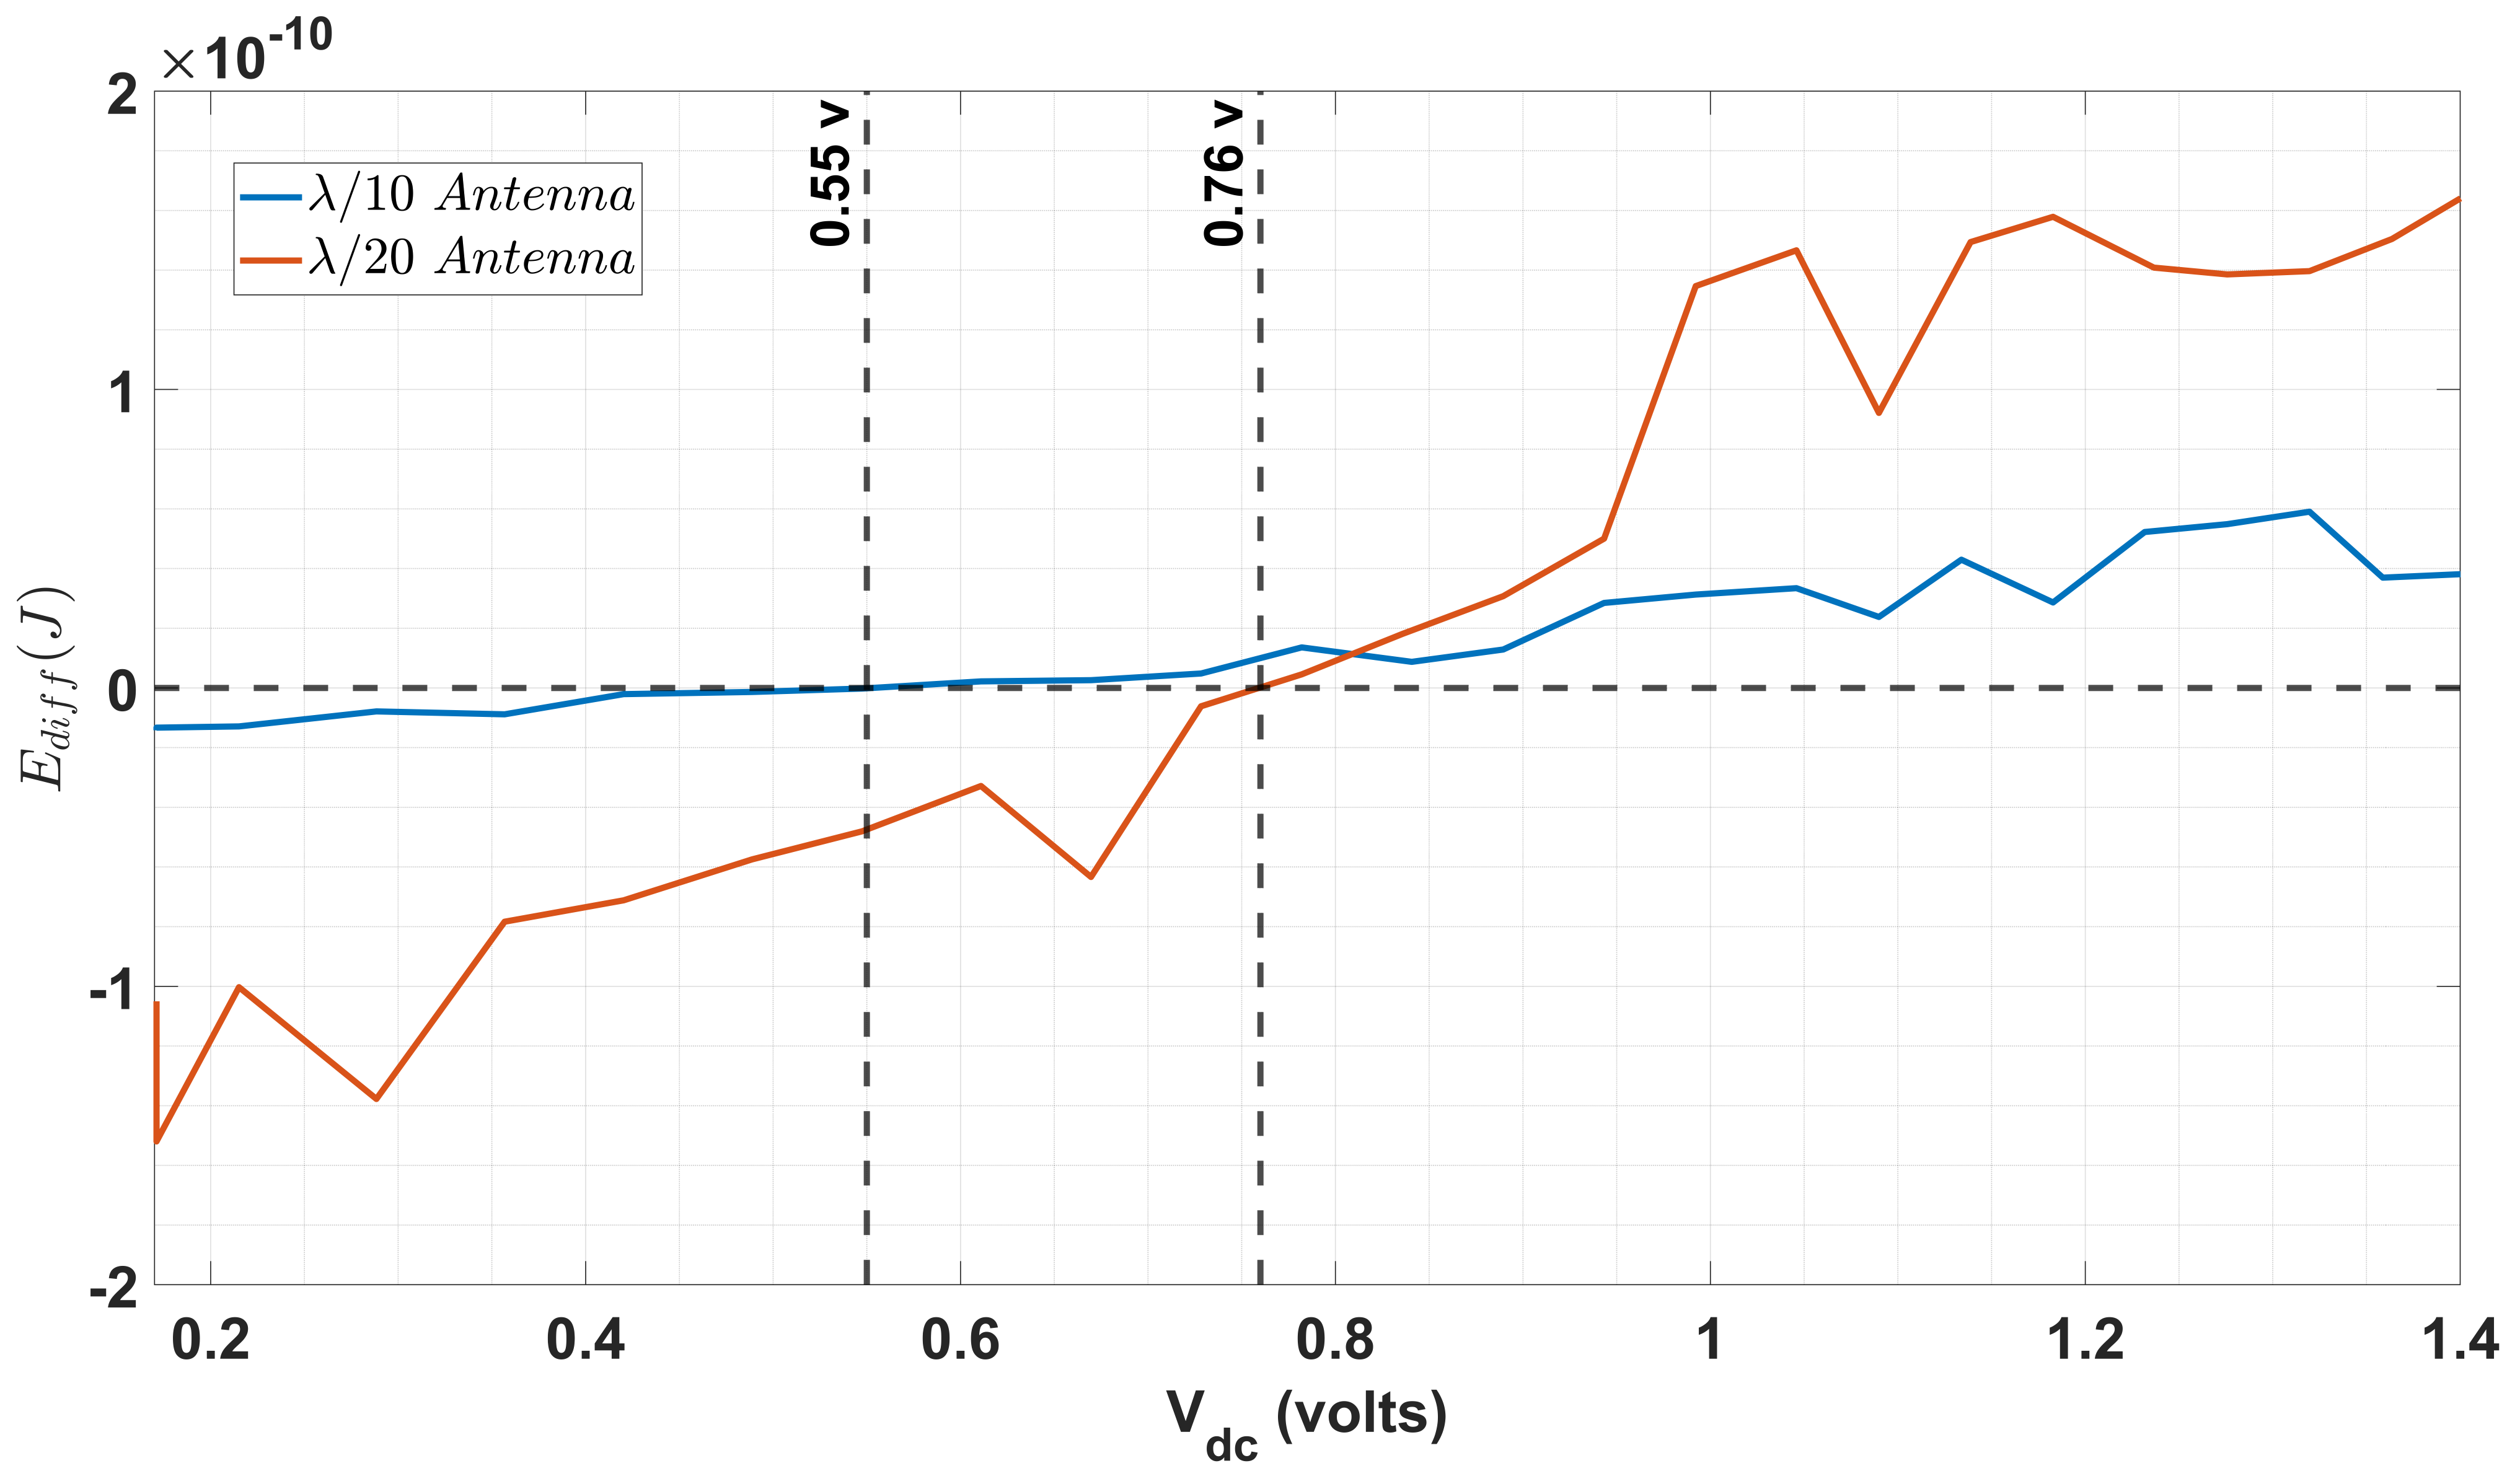 ×10-10
2
1
0
-1
-2
E_diff(J)
λ/10 Antenna
λ/20 Antenna
0.55 v
0.76 v
0.2 0.4 0.6 0.8 1 1.2 1.4
Vdc (volts)